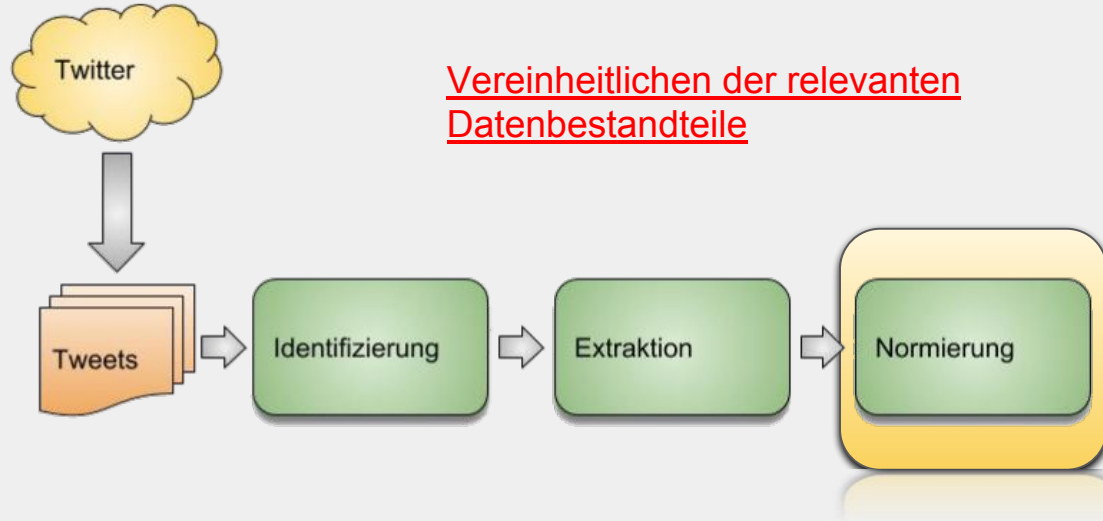 Twitter
Vereinheitlichen der relevanten
Datenbestandteile
Tweets
Identifizierung
Extraktion
Normierung